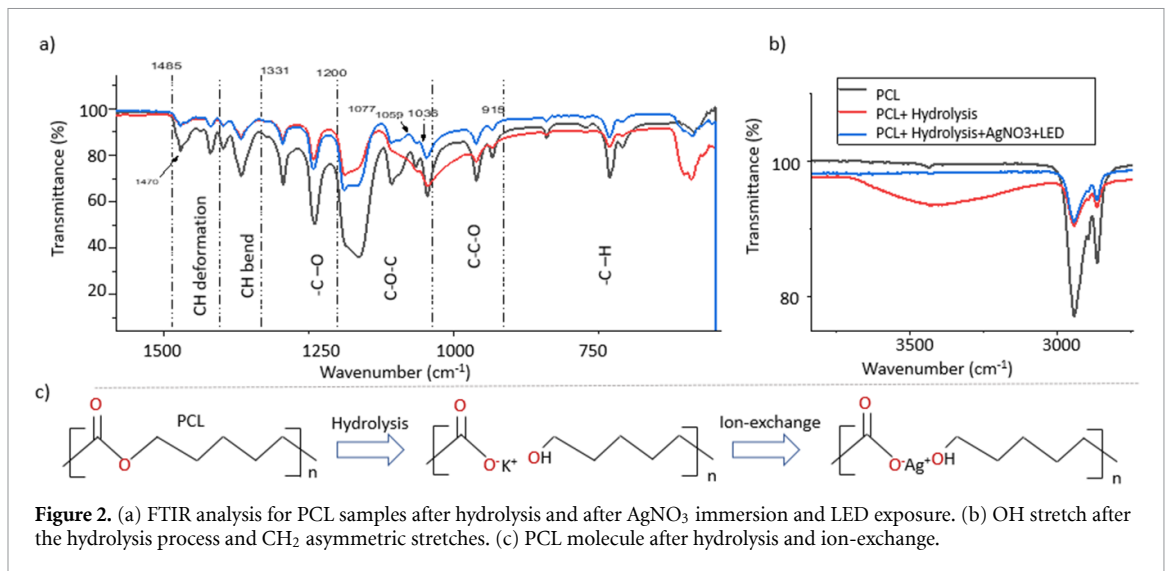 a)
b)
1485
1331
1200
1077
1059
1038
918
1470
100
80
60
40
20
Transmittance (%)
CH deformation
CH bend
-C-O
C-O-C
C-C-O
-C-H
1500
1250
1000
750
Wavenumber (cm⁻¹)
PCL
PCL+ Hydrolysis
PCL+ Hydrolysis+AgNO3+LED
100
80
Transmittance (%)
3500
3000
Wavenumber (cm⁻¹)
c)
O
O
PCL
n
Hydrolysis
O
O⁻K⁺
OH
n
Ion-exchange
O
O⁻Ag⁺OH
n
Figure 2. (a) FTIR analysis for PCL samples after hydrolysis and after AgNO₃ immersion and LED exposure. (b) OH stretch after
the hydrolysis process and CH₂ asymmetric stretches. (c) PCL molecule after hydrolysis and ion-exchange.